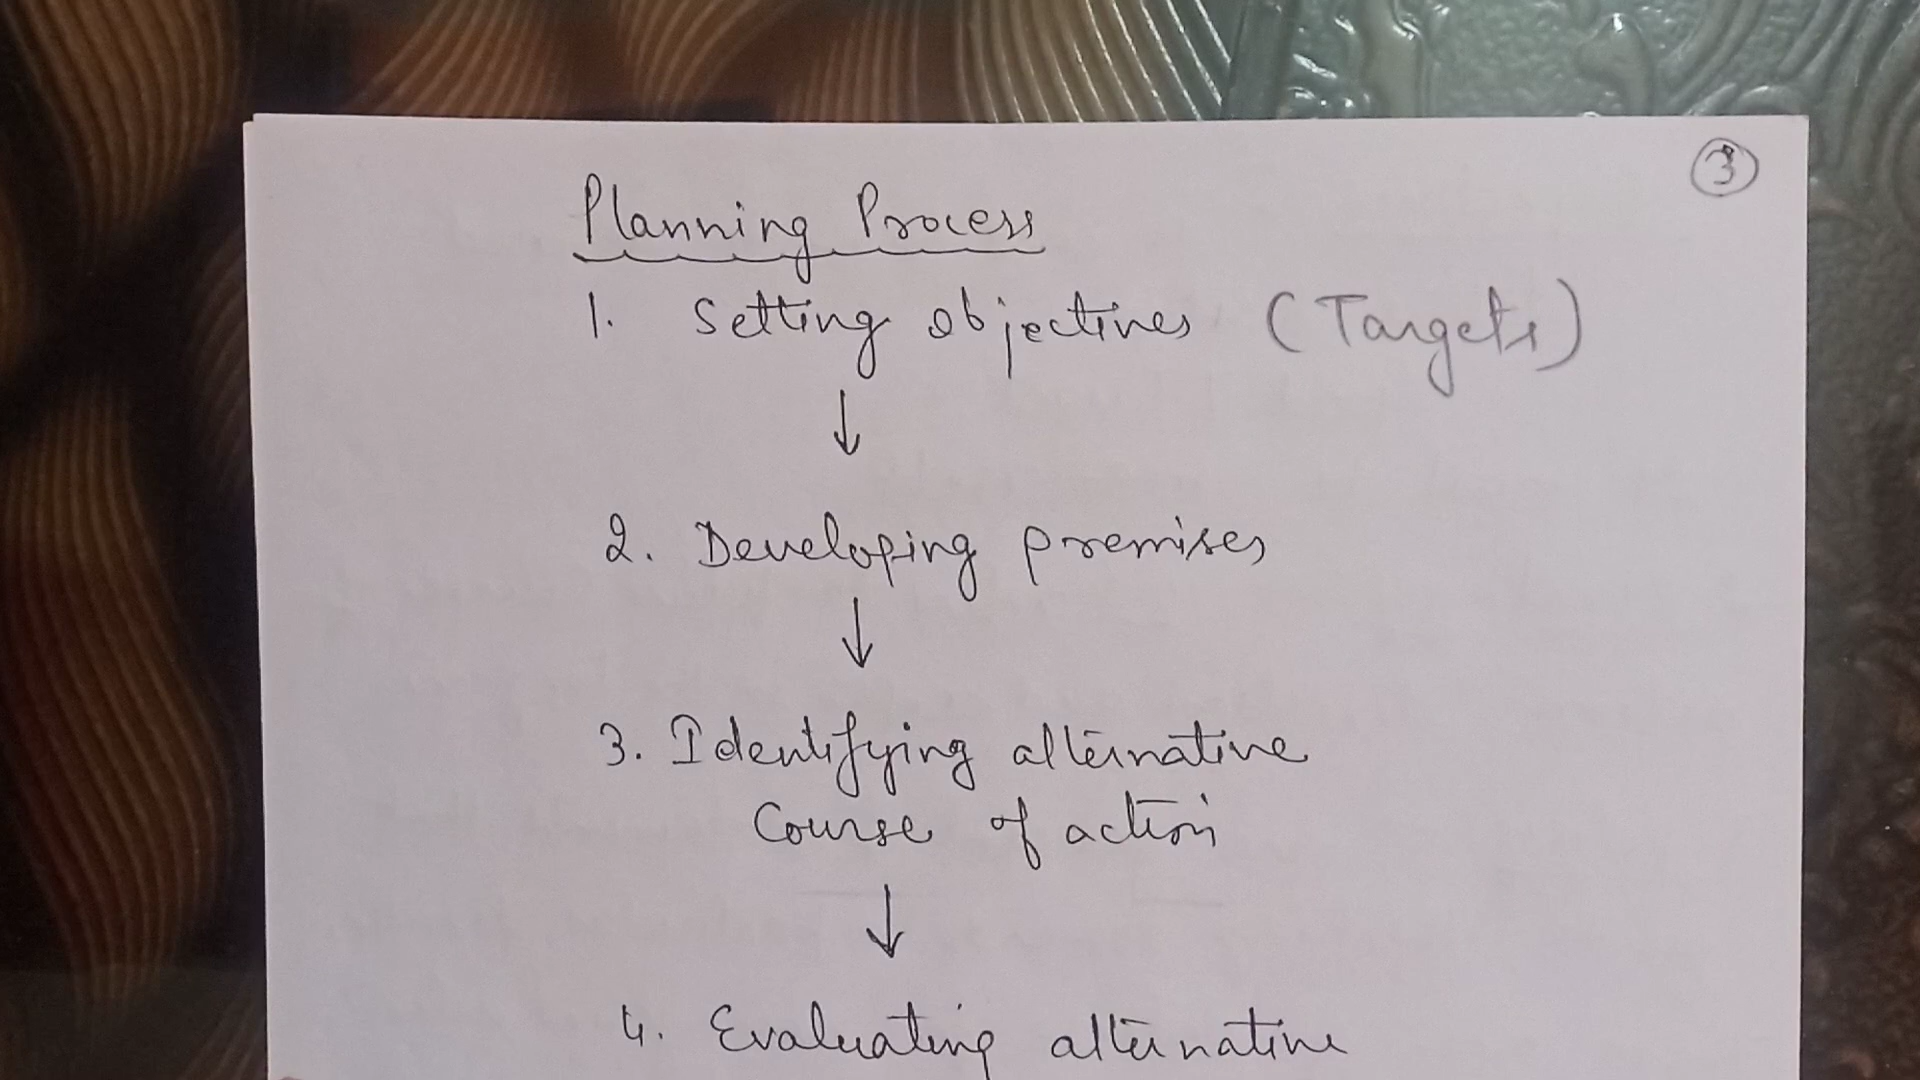 3
Planning Process
1. Setting objectives (Targets)
↓
2. Developing premises
↓
3. Identifying alternative
Course of action
↓
4. Evaluating alternative